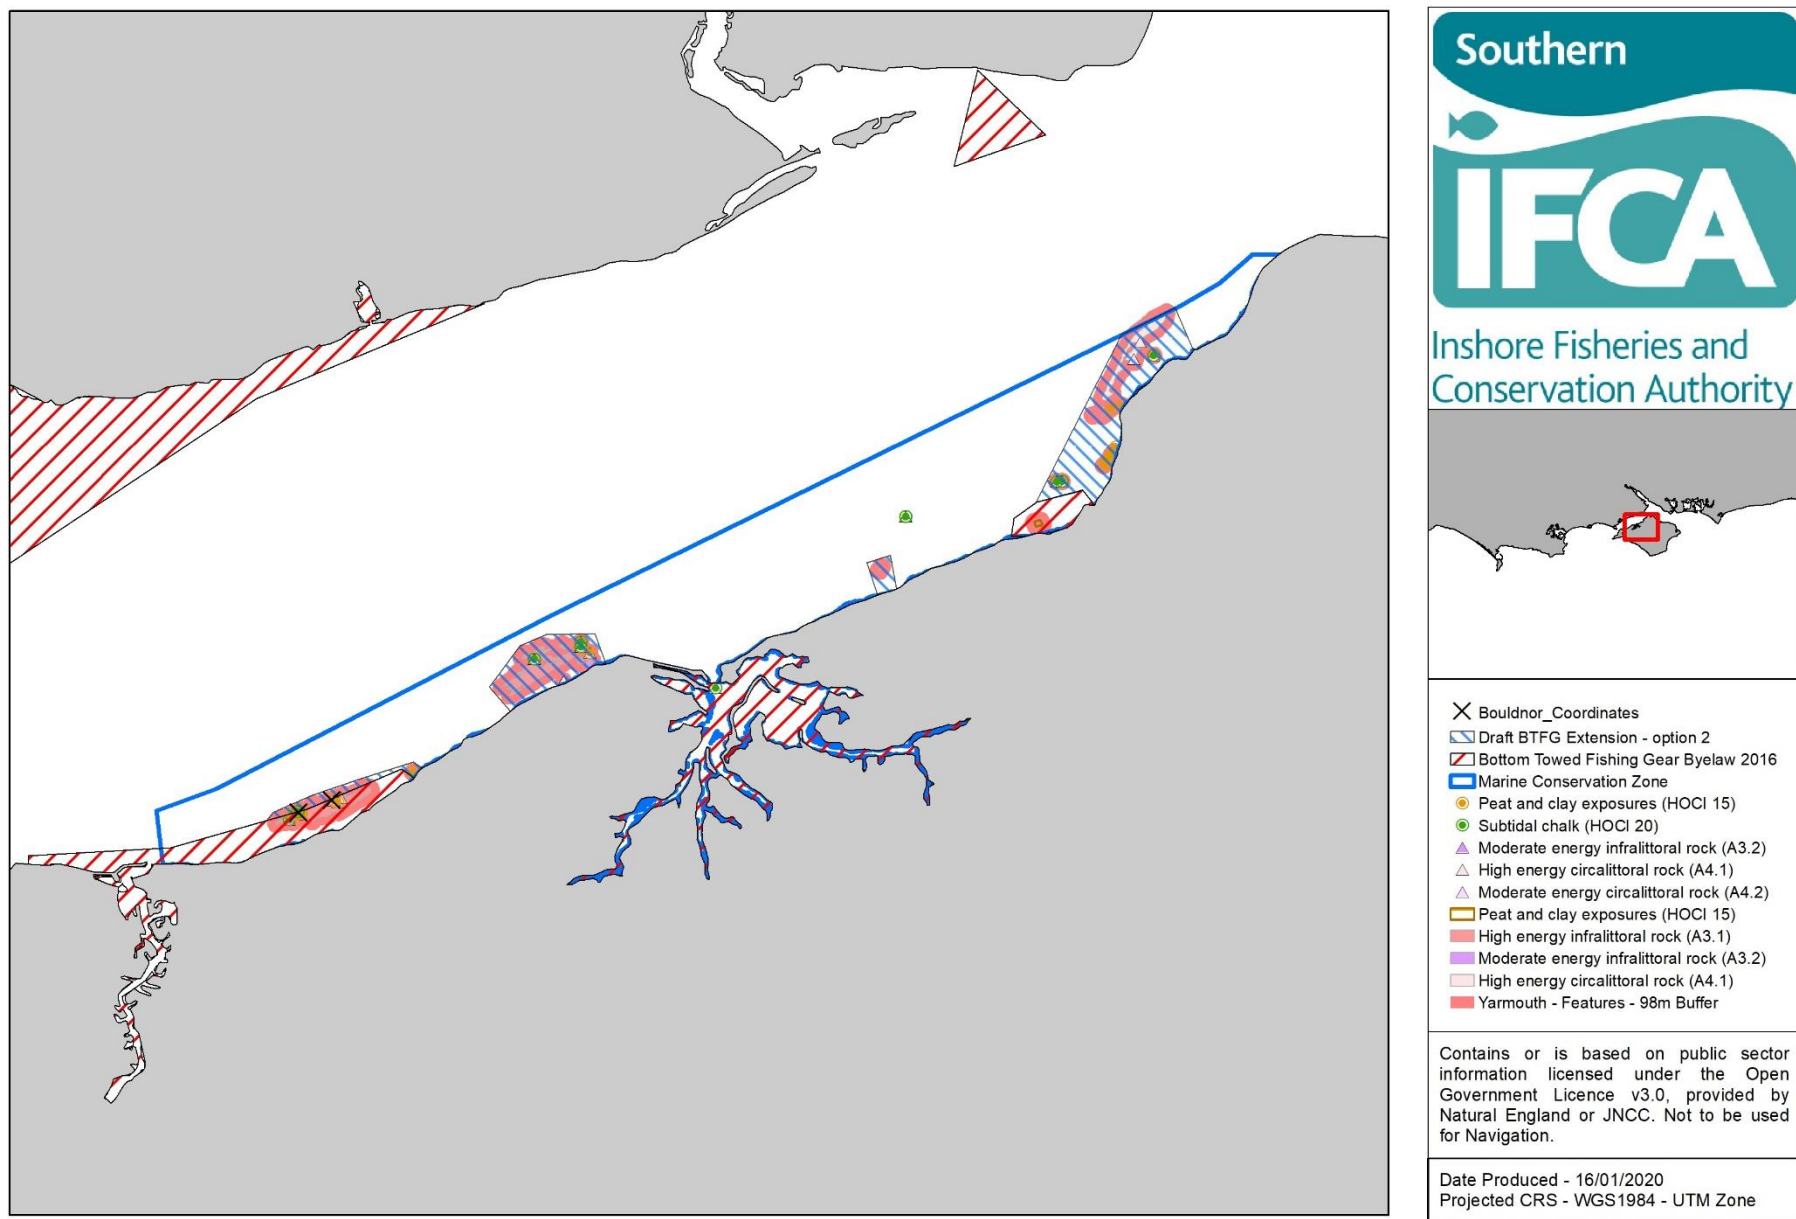 Southern
IFCA
Inshore Fisheries and
Conservation Authority
Bouldnor_Coordinates
Draft BTFG Extension - option 2
Bottom Towed Fishing Gear Byelaw 2016
Marine Conservation Zone
Peat and clay exposures (HOCI 15)
Subtidal chalk (HOCI 20)
Moderate energy infralittoral rock (A3.2)
High energy circalittoral rock (A4.1)
Moderate energy circalittoral rock (A4.2)
Peat and clay exposures (HOCI 15)
High energy infralittoral rock (A3.1)
Moderate energy infralittoral rock (A3.2)
High energy circalittoral rock (A4.1)
Yarmouth - Features - 98m Buffer
Contains or is based on public sector
information licensed under the Open
Government Licence v3.0, provided by
Natural England or JNCC. Not to be used
for Navigation.
Date Produced - 16/01/2020
Projected CRS - WGS1984 - UTM Zone